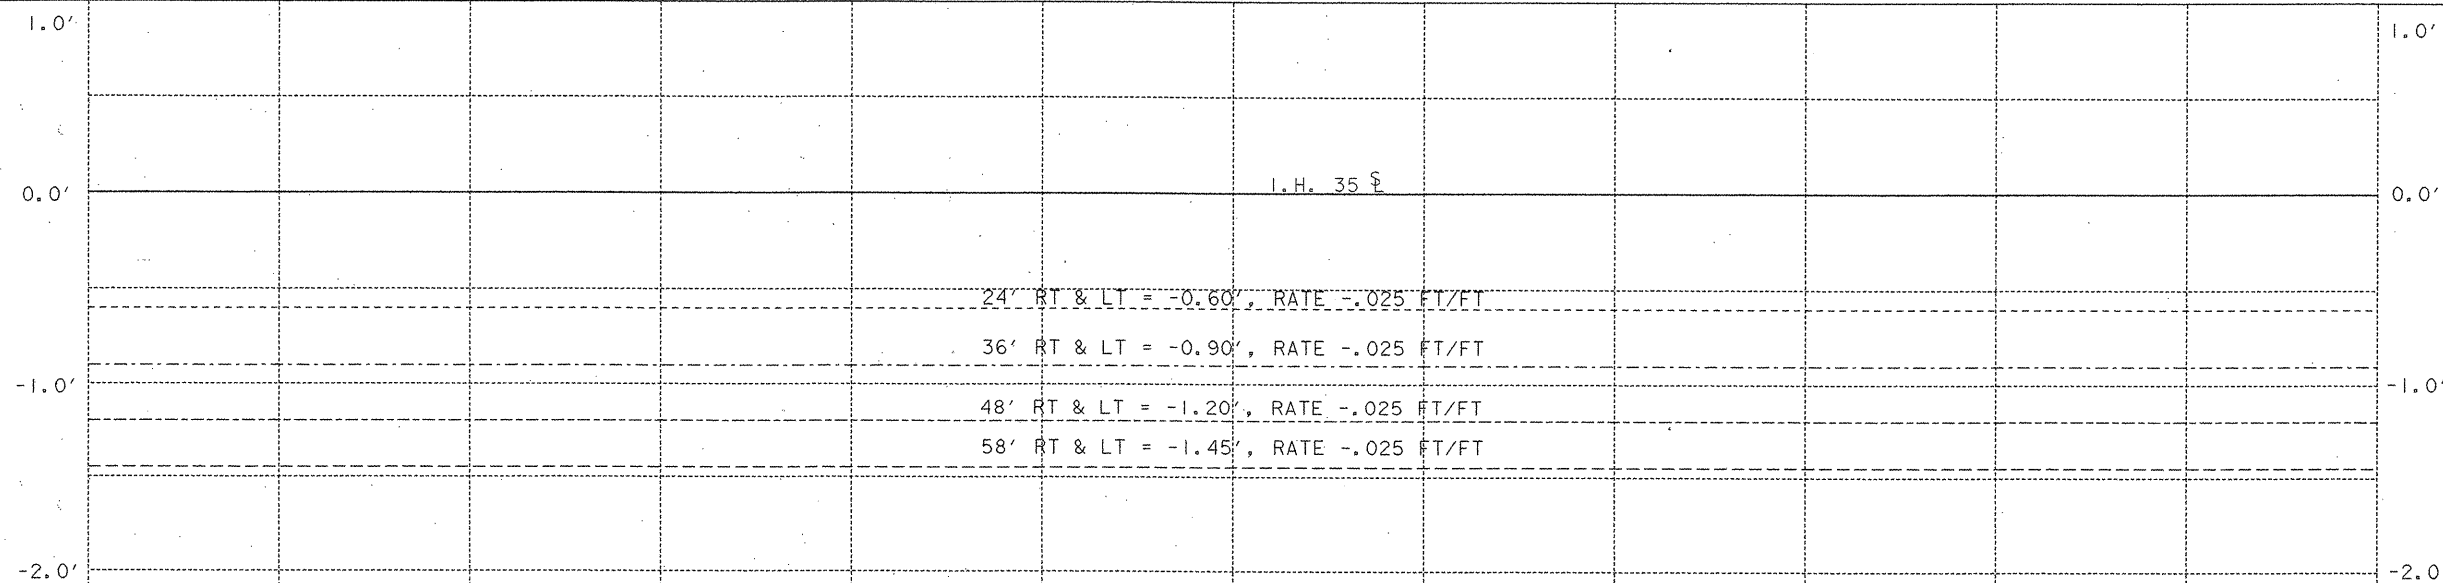 1.0' 1.0'
0.0' I.H. 35 ℄ 0.0'
24' RT & LT = -0.60', RATE -.025 FT/FT
36' RT & LT = -0.90', RATE -.025 FT/FT
-1.0' -1.0'
48' RT & LT = -1.20', RATE -.025 FT/FT
58' RT & LT = -1.45', RATE -.025 FT/FT
-2.0' -2.0